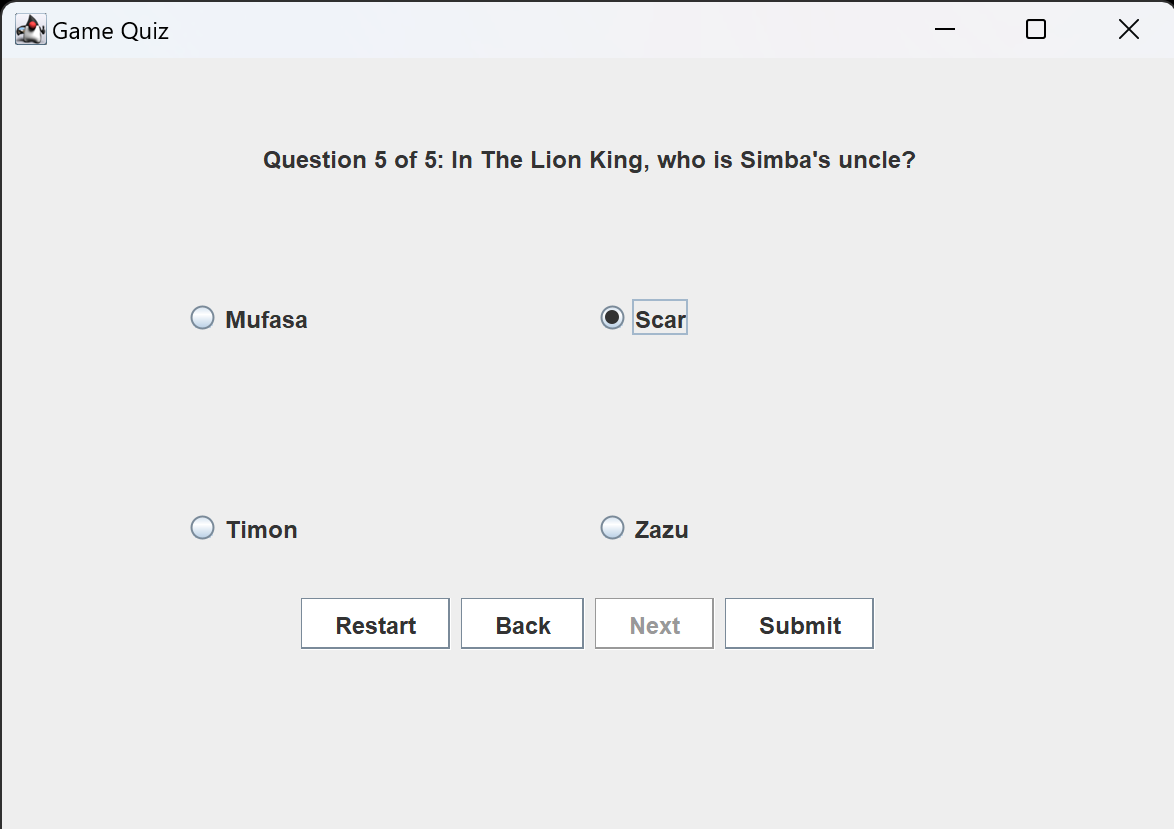 Game Quiz
Question 5 of 5: In The Lion King, who is Simba's uncle?
Mufasa
Scar
Timon
Zazu
Restart
Back
Next
Submit